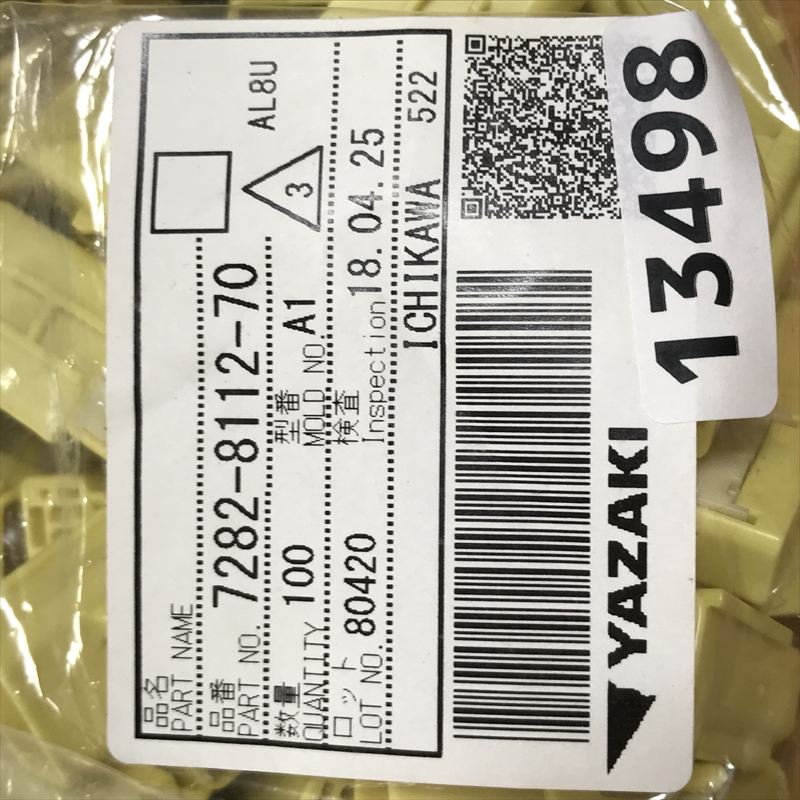 品名
PART NAME
AL8U
品番
PART NO. 7282-8112-70
3
数量
QUANTITY 100
型番
MOLD NO. A1
ロット
LOT NO. 80420
検査
Inspection 18.04.25
ICHIKAWA 522
YAZAKI
13498